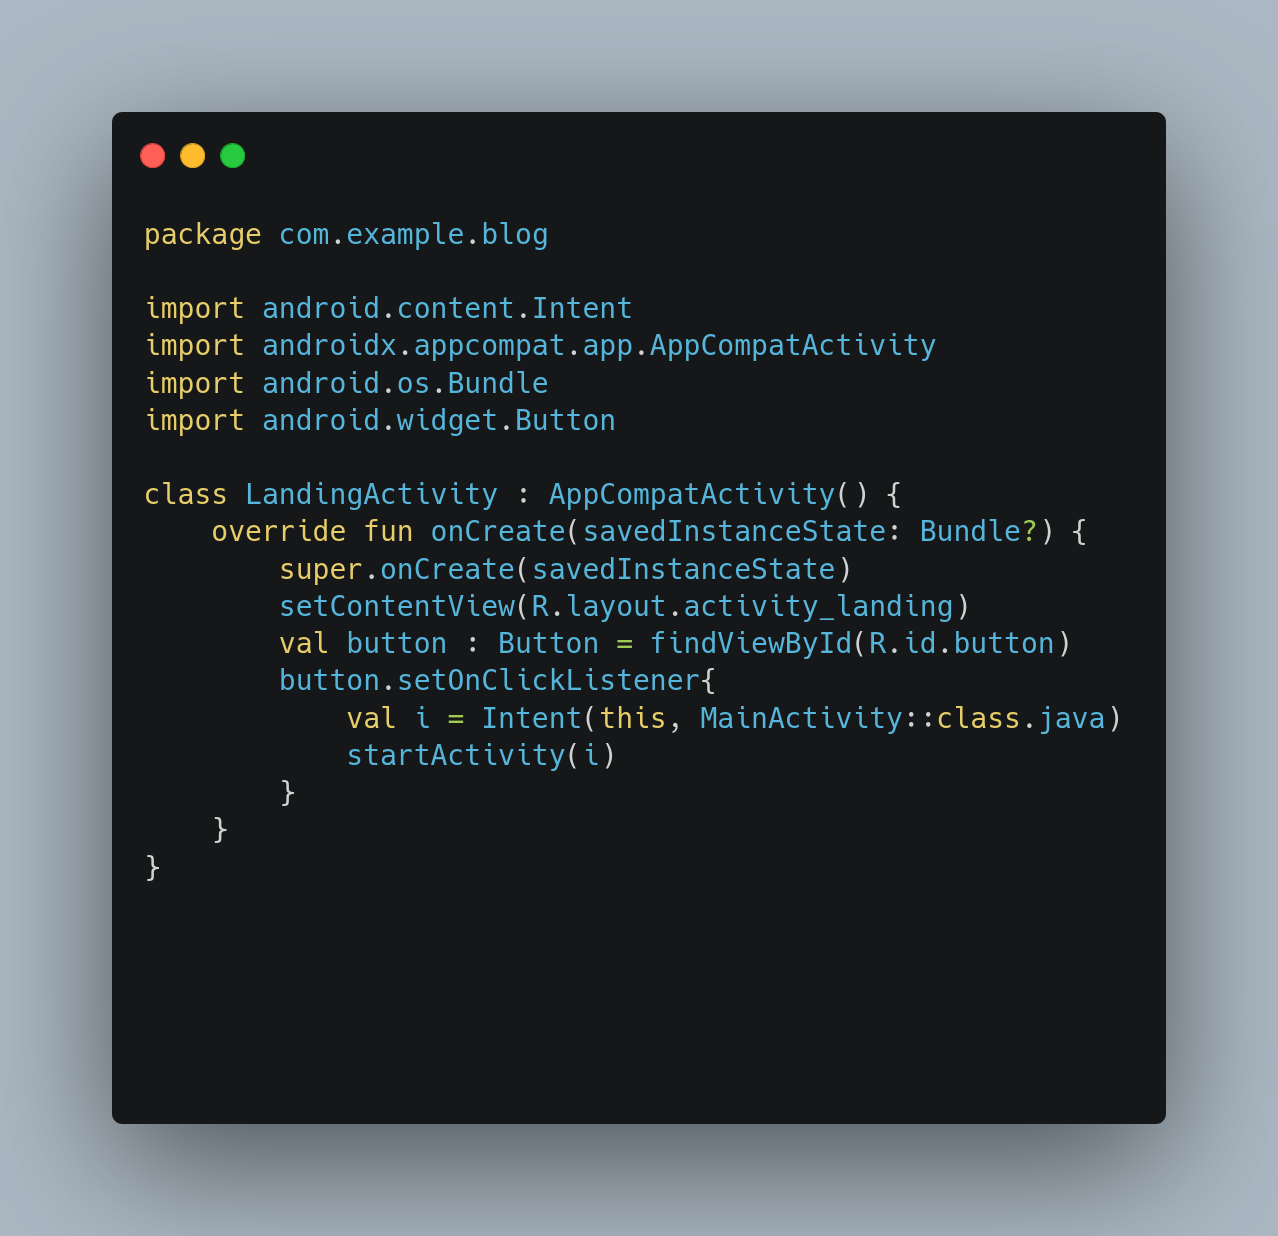 package com.example.blog

import android.content.Intent
import androidx.appcompat.app.AppCompatActivity
import android.os.Bundle
import android.widget.Button

class LandingActivity : AppCompatActivity() {
    override fun onCreate(savedInstanceState: Bundle?) {
        super.onCreate(savedInstanceState)
        setContentView(R.layout.activity_landing)
        val button : Button = findViewById(R.id.button)
        button.setOnClickListener{
            val i = Intent(this, MainActivity::class.java)
            startActivity(i)
        }
    }
}